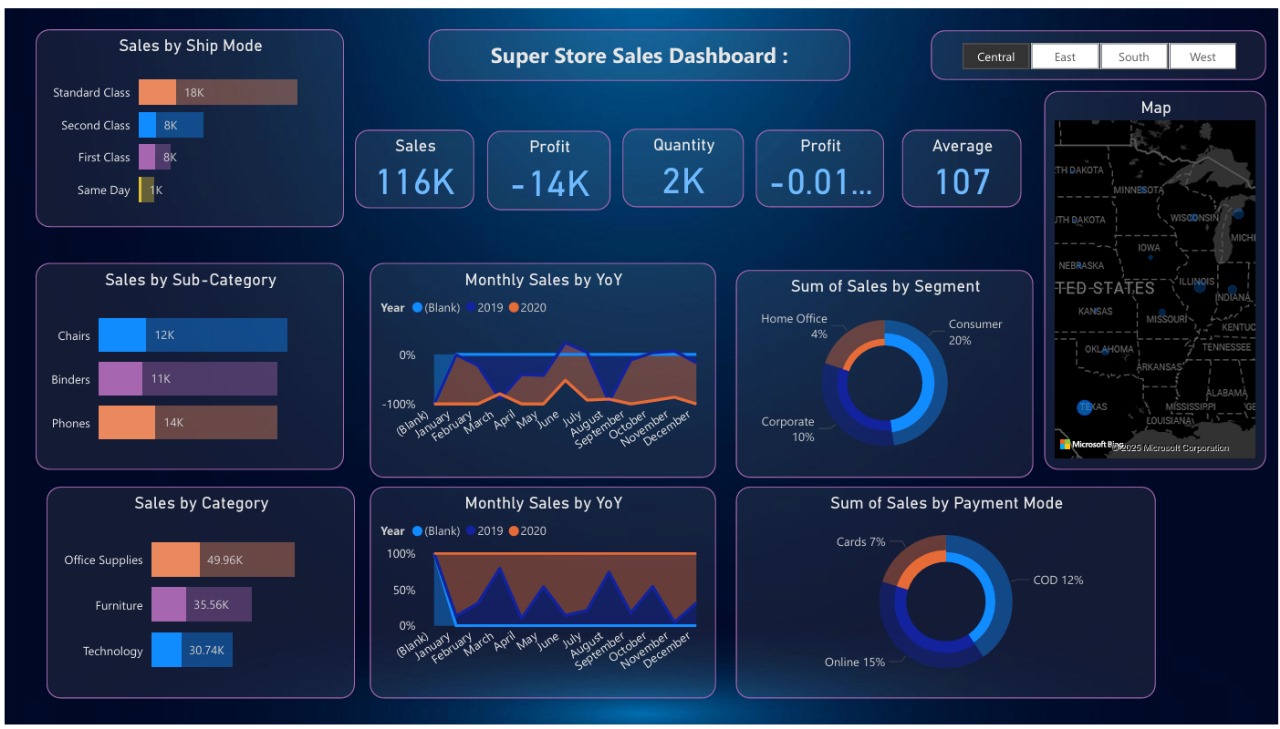 Super Store Sales Dashboard :
Central
East
South
West
Sales by Ship Mode
Standard Class
18K
Second Class
8K
First Class
8K
Same Day
1K
Sales
116K
Profit
-14K
Quantity
2K
Profit
-0.01...
Average
107
Map
TH DAKOTA
MINNESOTA
UTH DAKOTA
WISCONSIN
MICHI
IOWA
NEBRASKA
ILLINOIS
TED STATES
INDIANA
KANSAS
MISSOURI
KENTUC
OKLAHOMA
TENNESSEE
ARKANSAS
ALABAMA
TEXAS
MISSISSIPPI
GE
LOUISIANA
Microsoft Bing
©2025 Microsoft Corporation
Sales by Sub-Category
Chairs
12K
Binders
11K
Phones
14K
Monthly Sales by YoY
Year (Blank) 2019 2020
0%
-100%
(Blank)
January
February
March
April
May
June
July
August
September
October
November
December
Sum of Sales by Segment
Home Office
4%
Consumer
20%
Corporate
10%
Sales by Category
Office Supplies
49.96K
Furniture
35.56K
Technology
30.74K
Monthly Sales by YoY
Year (Blank) 2019 2020
100%
50%
0%
(Blank)
January
February
March
April
May
June
July
August
September
October
November
December
Sum of Sales by Payment Mode
Cards 7%
COD 12%
Online 15%